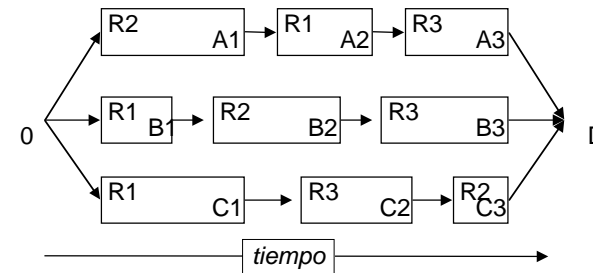 R2 A1 R1 A2 R3 A3
0
R1 B1 R2 B2 R3 B3
R1 C1 R3 C2 R2 C3
tiempo